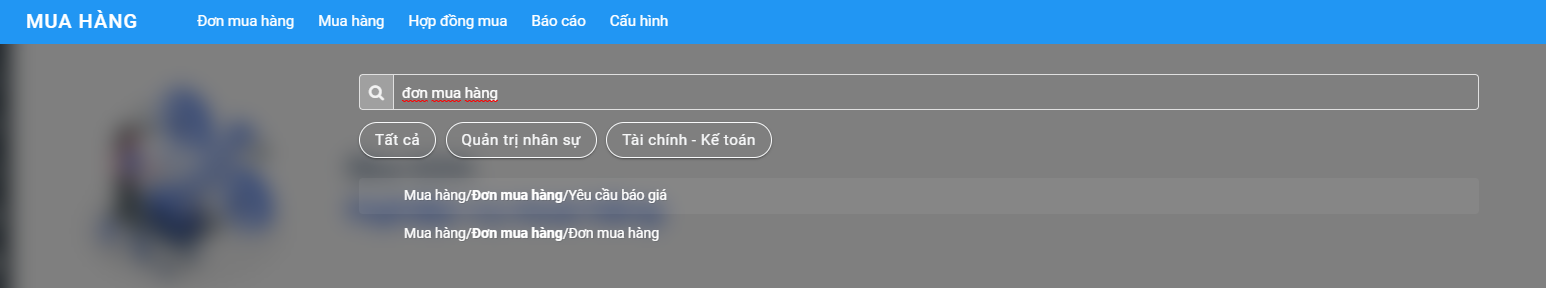 MUA HÀNG Đơn mua hàng Mua hàng Hợp đồng mua Báo cáo Cấu hình
đơn mua hàng
Tất cả Quản trị nhân sự Tài chính - Kế toán
Mua hàng/Đơn mua hàng/Yêu cầu báo giá
Mua hàng/Đơn mua hàng/Đơn mua hàng